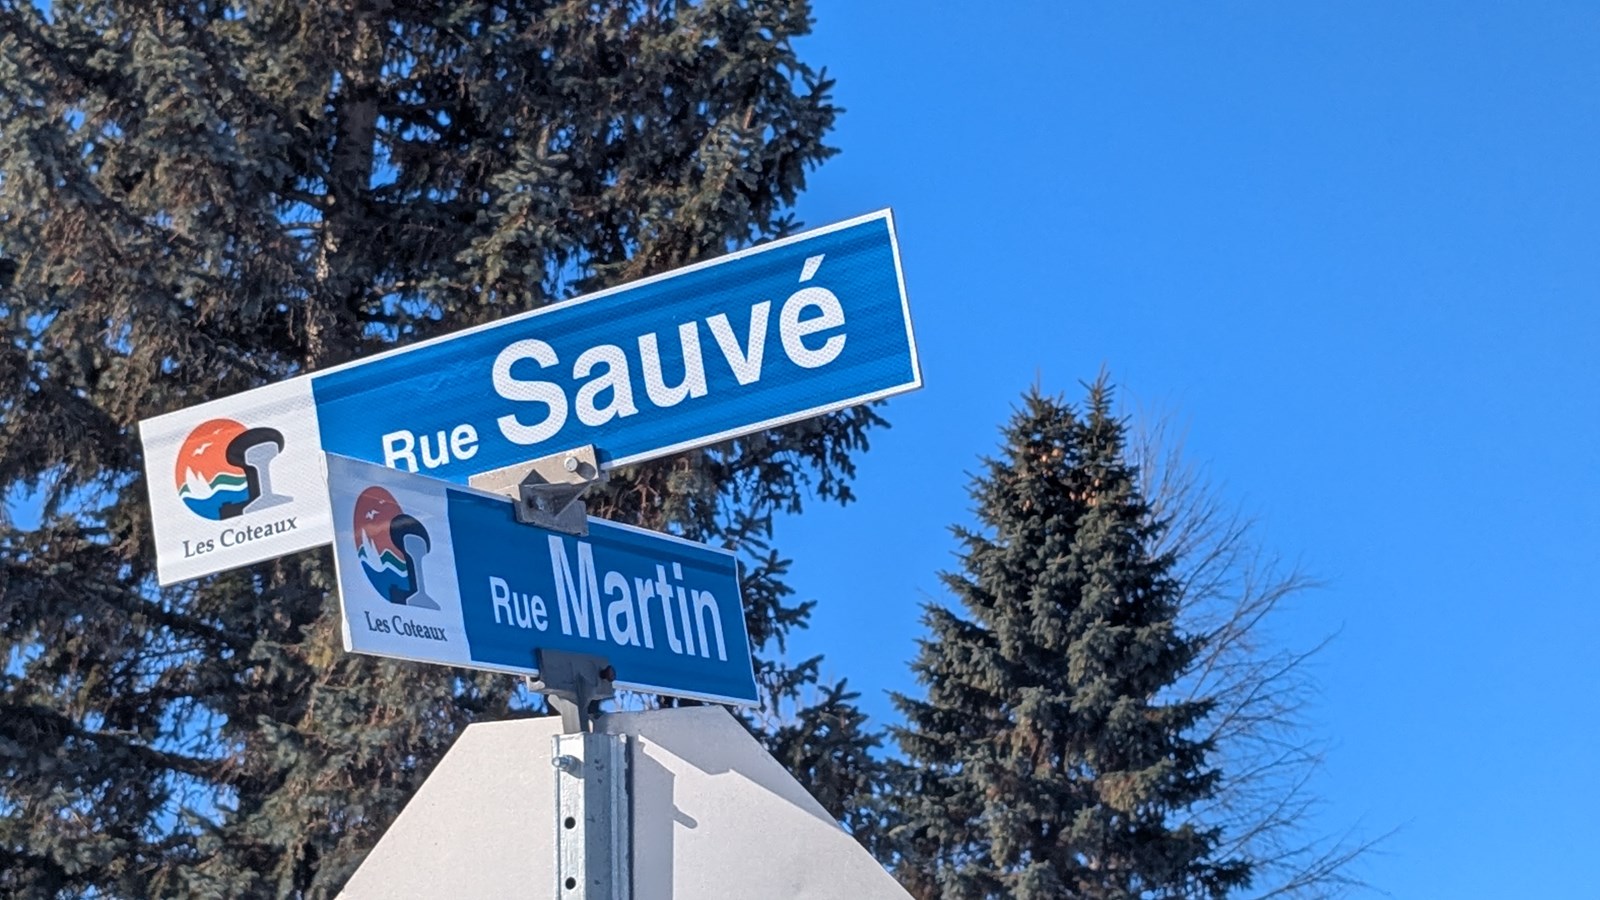 Rue Sauvé
Les Coteaux
Rue Martin
Les Coteaux